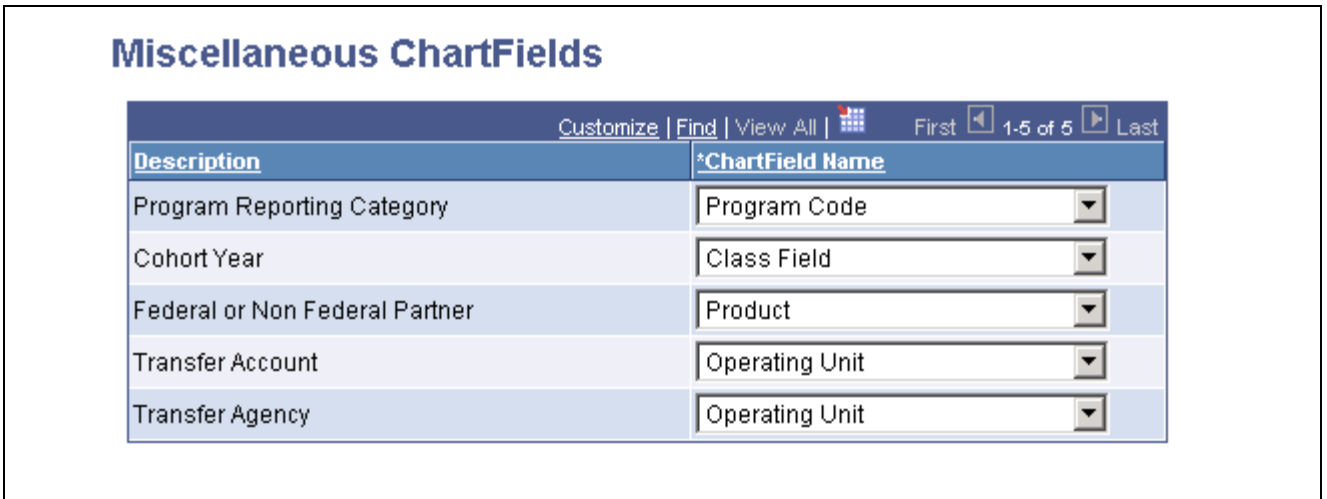 Miscellaneous ChartFields
Customize | Find | View All | First 1-5 of 5 Last
Description *ChartField Name
Program Reporting Category Program Code
Cohort Year Class Field
Federal or Non Federal Partner Product
Transfer Account Operating Unit
Transfer Agency Operating Unit